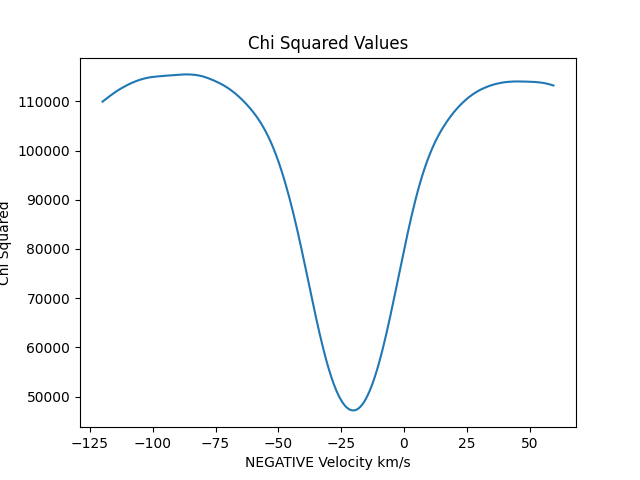 Chi Squared Values
110000
100000
90000
80000
70000
60000
50000
Chi Squared
−125 −100 −75 −50 −25 0 25 50
NEGATIVE Velocity km/s